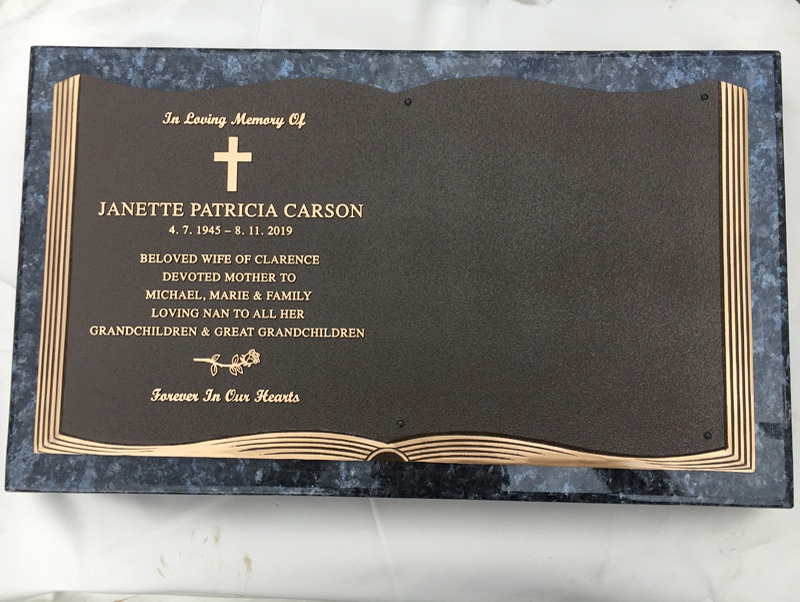 In Loving Memory Of
JANETTE PATRICIA CARSON
4. 7. 1945 – 8. 11. 2019
BELOVED WIFE OF CLARENCE
DEVOTED MOTHER TO
MICHAEL, MARIE & FAMILY
LOVING NAN TO ALL HER
GRANDCHILDREN & GREAT GRANDCHILDREN
Forever In Our Hearts